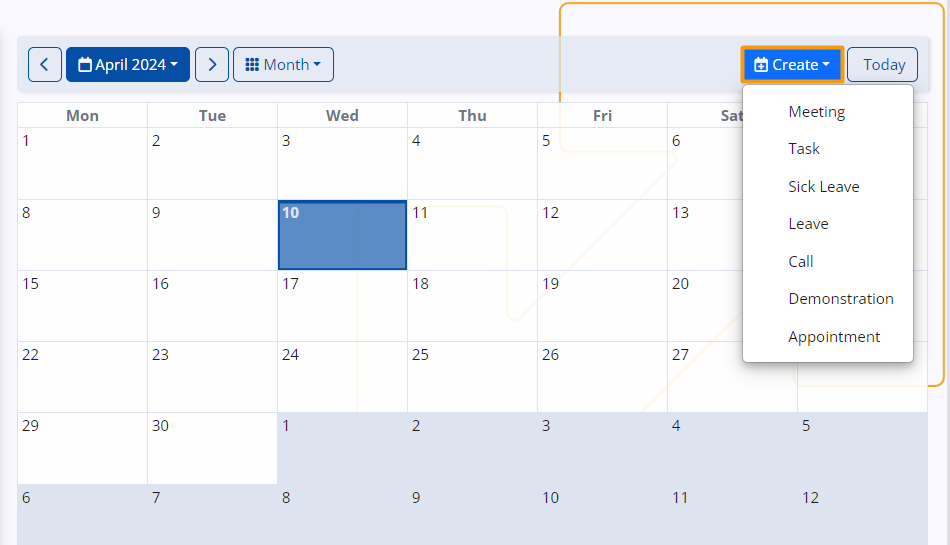 April 2024 Month Create Today
Mon Tue Wed Thu Fri Sat
1 2 3 4 5 6
8 9 10 11 12 13
15 16 17 18 19 20
22 23 24 25 26 27
29 30 1 2 3 4 5
6 7 8 9 10 11 12
Meeting
Task
Sick Leave
Leave
Call
Demonstration
Appointment